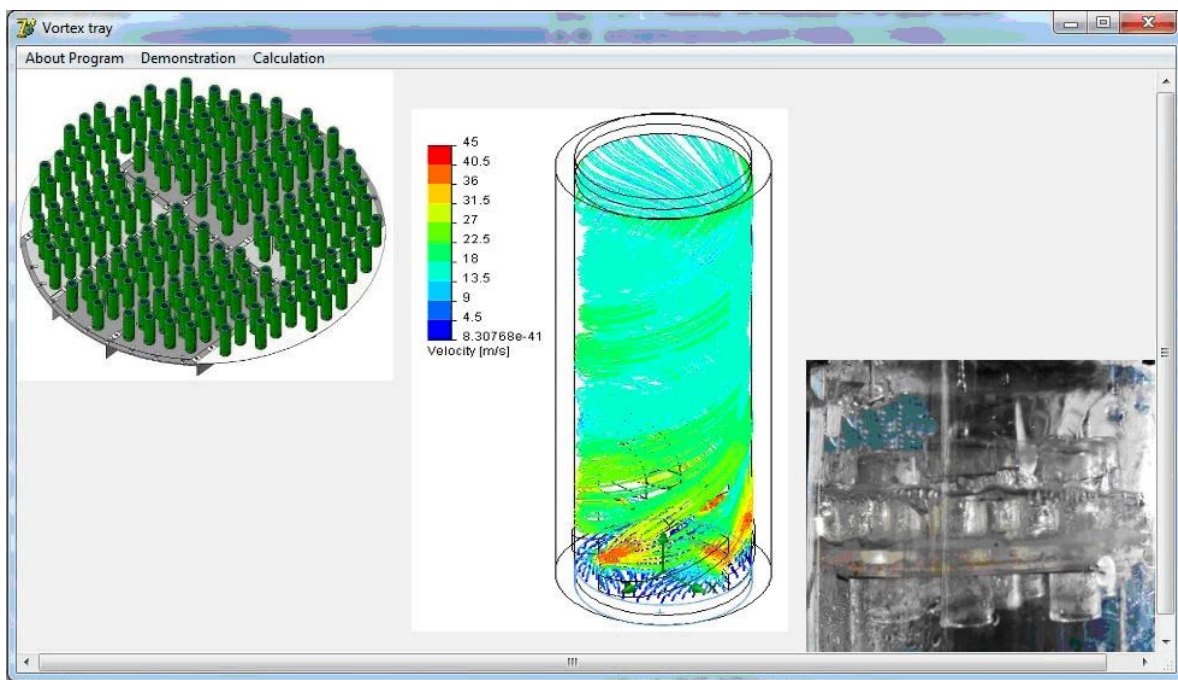 Vortex tray
About Program Demonstration Calculation
45
40.5
36
31.5
27
22.5
18
13.5
9
4.5
8.30768e-41
Velocity [m/s]